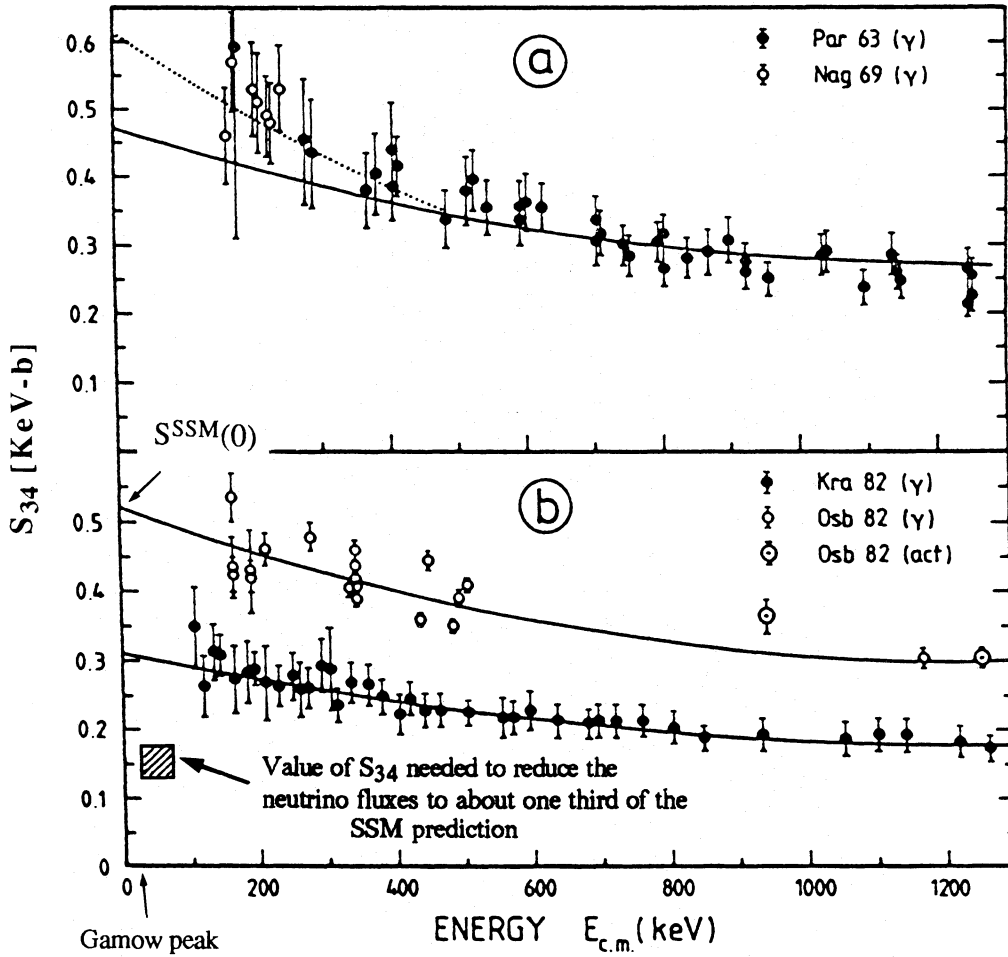 S34 [KeV-b]
0.6
0.5
0.4
0.3
0.2
0.1
a
Par 63 (γ)
Nag 69 (γ)
S^SSM(0)
0.5
0.4
0.3
0.2
0.1
0
b
Kra 82 (γ)
Osb 82 (γ)
Osb 82 (act)
Value of S34 needed to reduce the
neutrino fluxes to about one third of the
SSM prediction
0 200 400 600 800 1000 1200
ENERGY E c.m. (keV)
Gamow peak